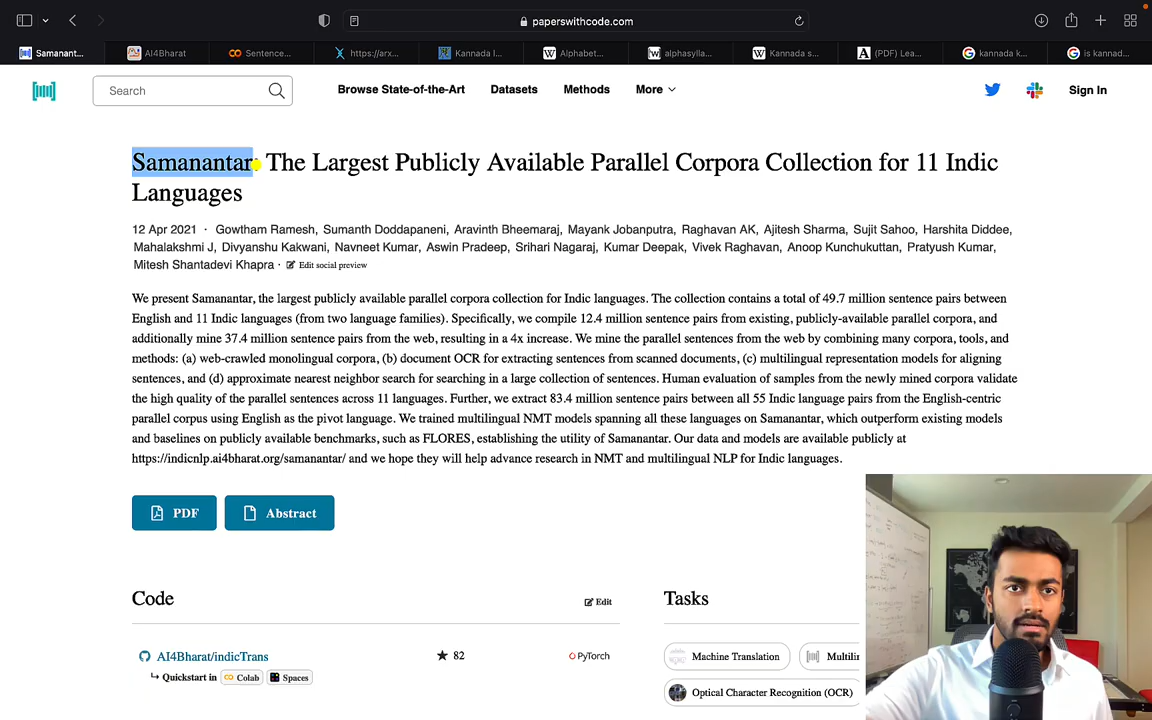 paperswithcode.com
Samanant...
AI4Bharat
Sentence...
https://arx...
Kannada l...
Alphabet...
alphasylla...
Kannada s...
(PDF) Lea...
kannada k...
is kannad...
Search
Browse State-of-the-Art
Datasets
Methods
More
Sign In
Samanantar: The Largest Publicly Available Parallel Corpora Collection for 11 Indic
Languages
12 Apr 2021 · Gowtham Ramesh, Sumanth Doddapaneni, Aravinth Bheemaraj, Mayank Jobanputra, Raghavan AK, Ajitesh Sharma, Sujit Sahoo, Harshita Diddee,
Mahalakshmi J, Divyanshu Kakwani, Navneet Kumar, Aswin Pradeep, Srihari Nagaraj, Kumar Deepak, Vivek Raghavan, Anoop Kunchukuttan, Pratyush Kumar,
Mitesh Shantadevi Khapra · Edit social preview
We present Samanantar, the largest publicly available parallel corpora collection for Indic languages. The collection contains a total of 49.7 million sentence pairs between
English and 11 Indic languages (from two language families). Specifically, we compile 12.4 million sentence pairs from existing, publicly-available parallel corpora, and
additionally mine 37.4 million sentence pairs from the web, resulting in a 4x increase. We mine the parallel sentences from the web by combining many corpora, tools, and
methods: (a) web-crawled monolingual corpora, (b) document OCR for extracting sentences from scanned documents, (c) multilingual representation models for aligning
sentences, and (d) approximate nearest neighbor search for searching in a large collection of sentences. Human evaluation of samples from the newly mined corpora validate
the high quality of the parallel sentences across 11 languages. Further, we extract 83.4 million sentence pairs between all 55 Indic language pairs from the English-centric
parallel corpus using English as the pivot language. We trained multilingual NMT models spanning all these languages on Samanantar, which outperform existing models
and baselines on publicly available benchmarks, such as FLORES, establishing the utility of Samanantar. Our data and models are available publicly at
https://indicnlp.ai4bharat.org/samanantar/ and we hope they will help advance research in NMT and multilingual NLP for Indic languages.
PDF
Abstract
Code
Edit
Tasks
AI4Bharat/indicTrans
82
PyTorch
Quickstart in Colab Spaces
Machine Translation
Multilin
Optical Character Recognition (OCR)